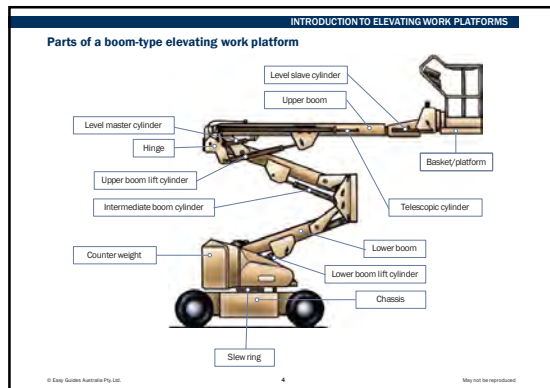 INTRODUCTION TO ELEVATING WORK PLATFORMS
Parts of a boom-type elevating work platform
Level slave cylinder
Upper boom
Level master cylinder
Hinge
Basket/platform
Upper boom lift cylinder
Intermediate boom cylinder
Telescopic cylinder
Lower boom
Counter weight
Lower boom lift cylinder
Chassis
Slew ring
© Easy Guides Australia Pty. Ltd.
4
May not be reproduced